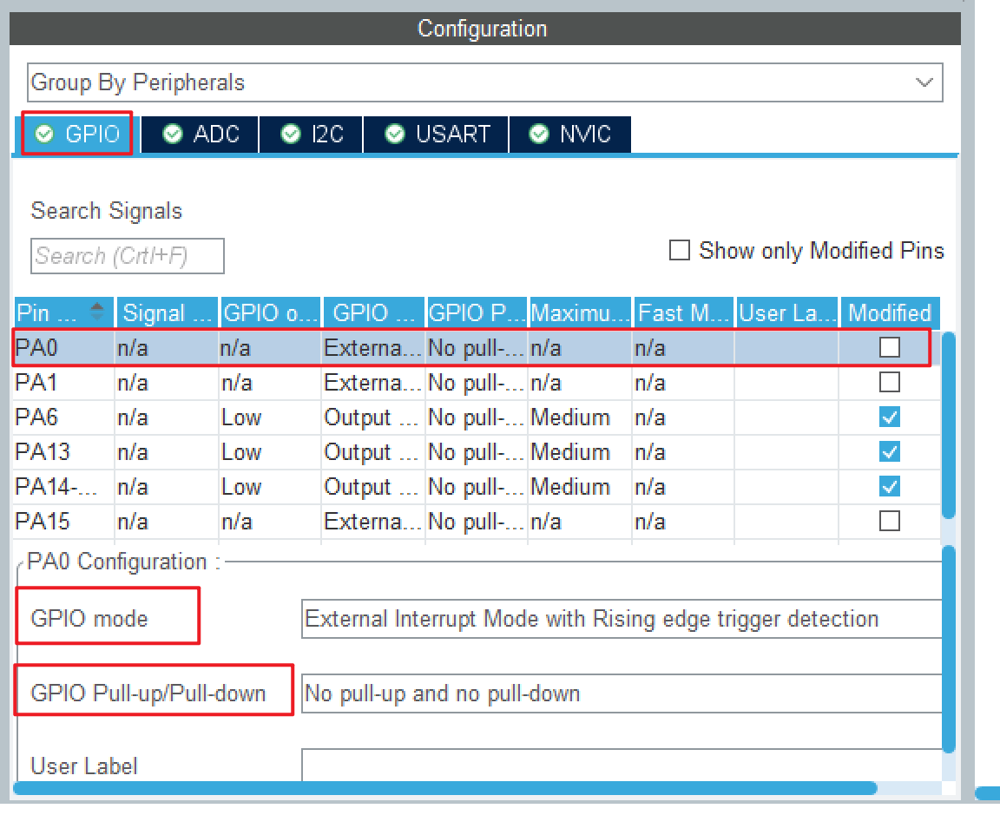 Configuration
Group By Peripherals
GPIO ADC I2C USART NVIC
Search Signals
Search (CrtI+F)
Show only Modified Pins
Pin ... Signal ... GPIO o... GPIO ... GPIO P... Maximu... Fast M... User La... Modified
PA0 n/a n/a Externa... No pull-... n/a n/a
PA1 n/a n/a Externa... No pull-... n/a n/a
PA6 n/a Low Output ... No pull-... Medium n/a
PA13 n/a Low Output ... No pull-... Medium n/a
PA14-... n/a Low Output ... No pull-... Medium n/a
PA15 n/a n/a Externa... No pull-... n/a n/a
PA0 Configuration :
GPIO mode External Interrupt Mode with Rising edge trigger detection
GPIO Pull-up/Pull-down No pull-up and no pull-down
User Label